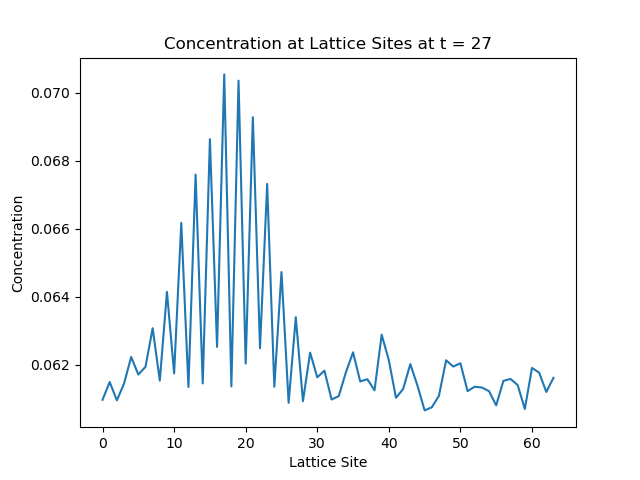 Concentration at Lattice Sites at t = 27
0.070
0.068
0.066
0.064
0.062
Concentration
0 10 20 30 40 50 60
Lattice Site